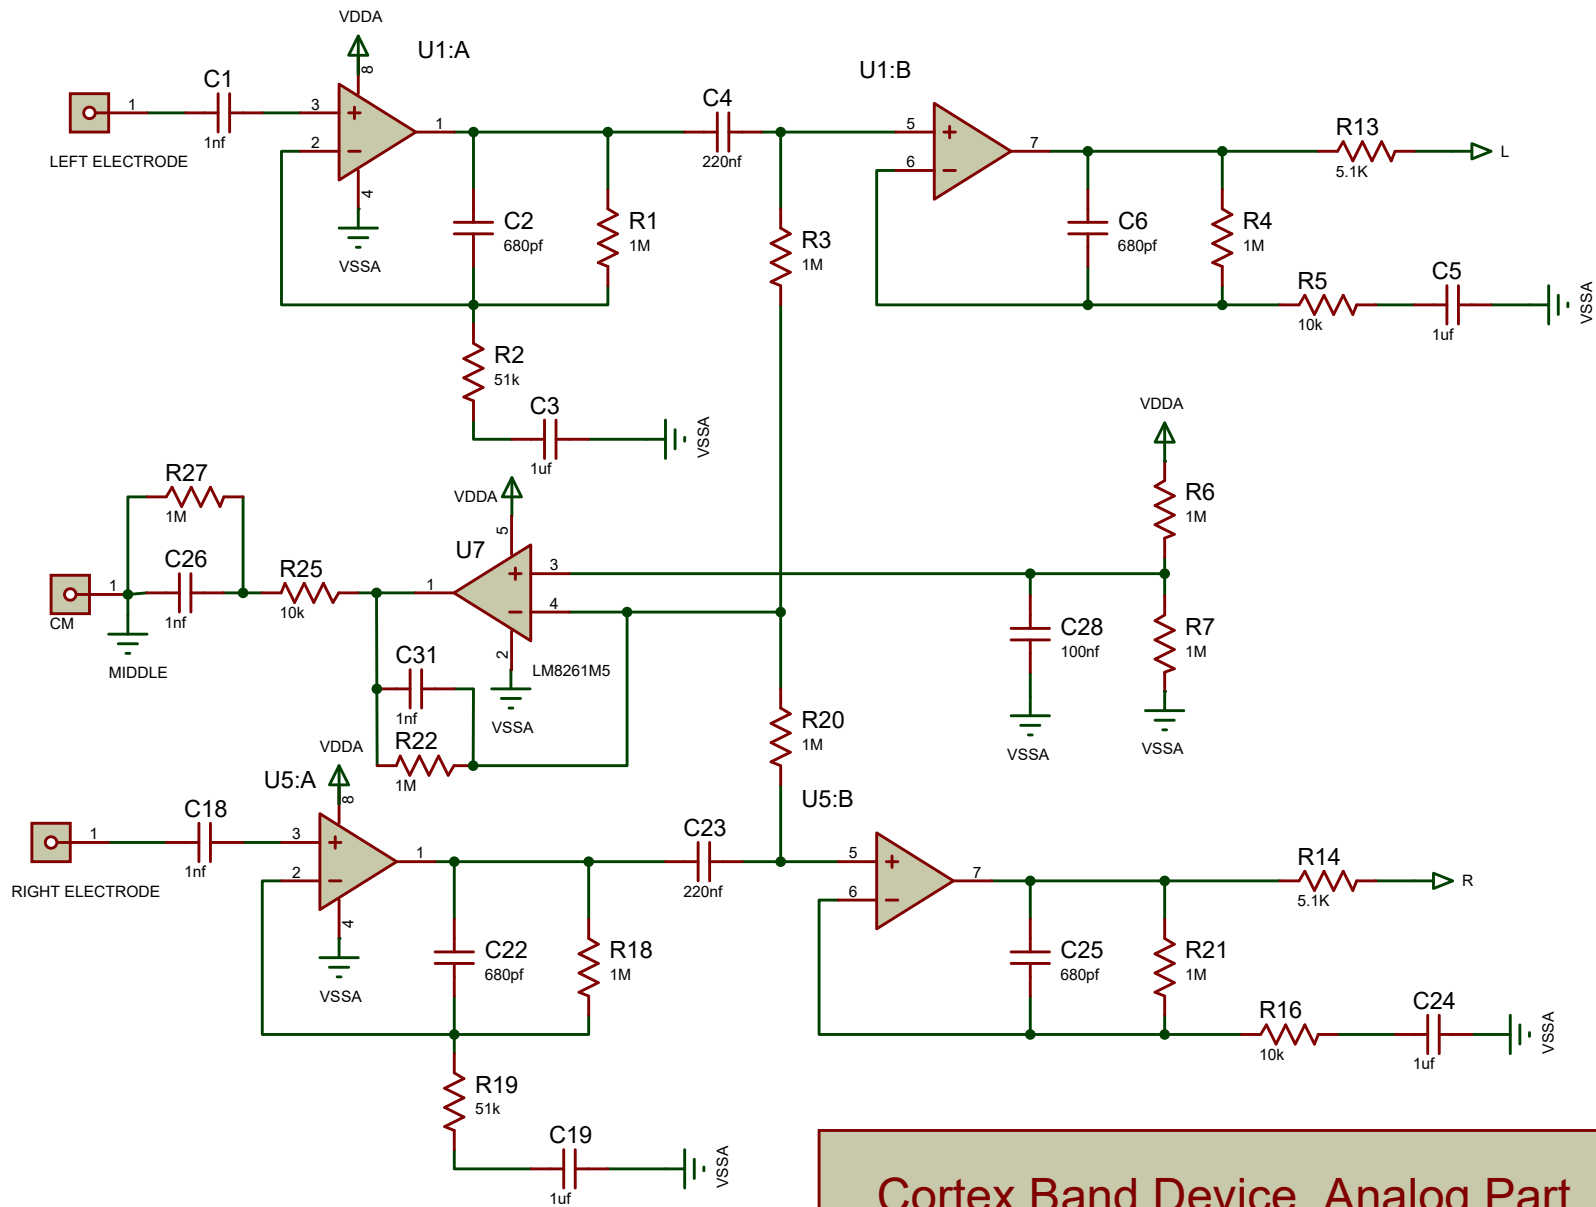 VDDA
U1:A
8
C1
1
3
1nf
2
1
4
LEFT ELECTRODE
VSSA
C2
680pf
R1
1M
C4
220nf
U1:B
5
6
7
R13
5.1K
L
C6
680pf
R4
1M
R3
1M
R5
10k
C5
1uf
VSSA
R2
51k
C3
1uf
VSSA
VDDA
R6
1M
R27
1M
VDDA
5
U7
C26
1
1nf
R25
10k
1
3
4
2
CM
MIDDLE
LM8261M5
VSSA
C31
1nf
R22
1M
C28
100nf
R7
1M
VSSA
VSSA
R20
1M
VDDA
U5:A
8
C18
1
3
1nf
2
1
4
RIGHT ELECTRODE
VSSA
C22
680pf
R18
1M
C23
220nf
U5:B
5
6
7
R14
5.1K
R
C25
680pf
R21
1M
R16
10k
C24
1uf
VSSA
R19
51k
C19
1uf
VSSA
Cortex Band Device Analog Part